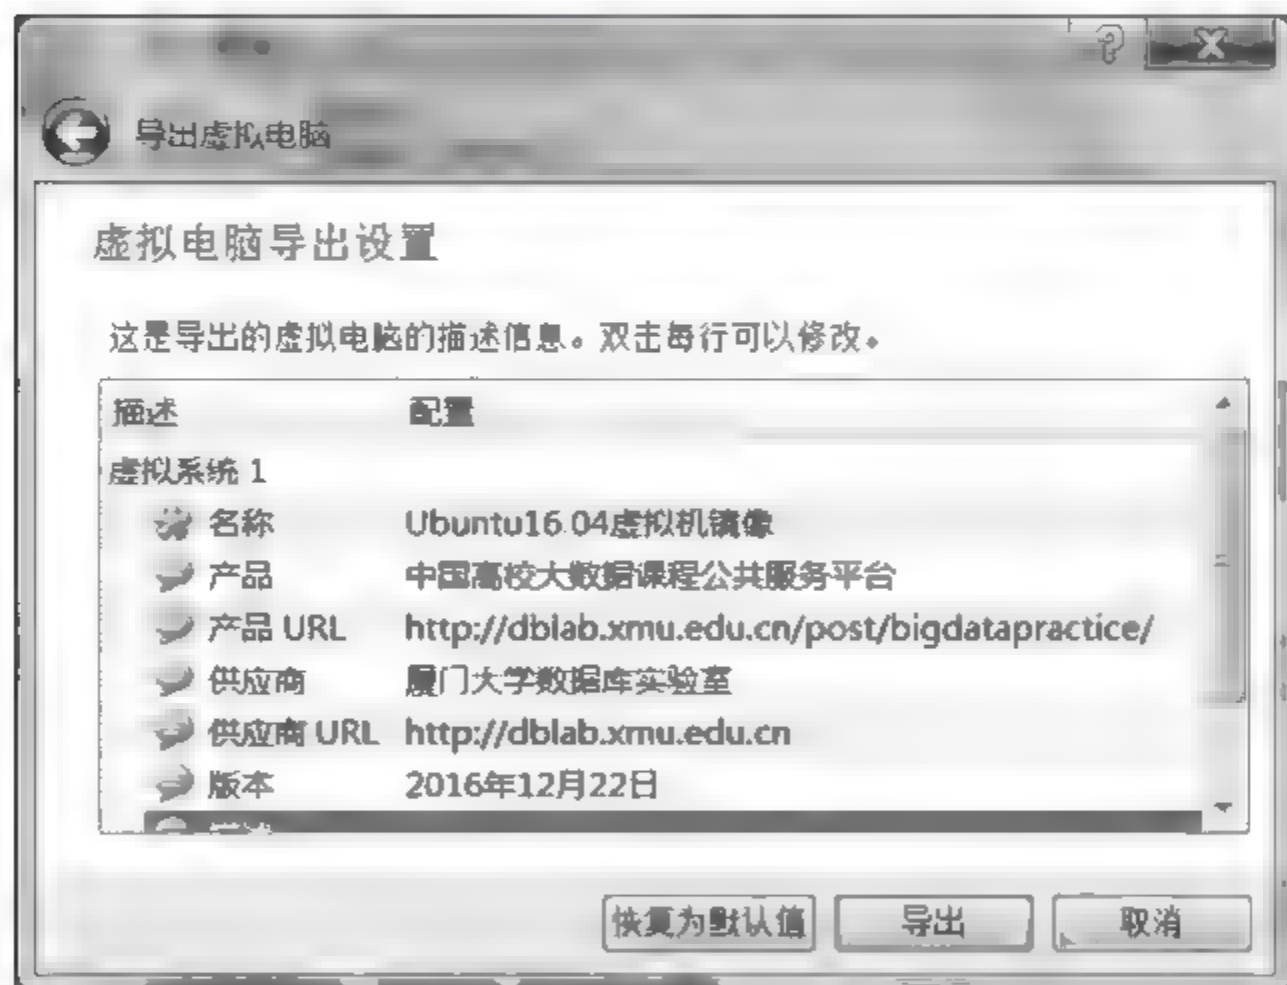 导出虚拟电脑
虚拟电脑导出设置
这是导出的虚拟电脑的描述信息。双击每行可以修改。
描述 配置
虚拟系统 1
名称 Ubuntu16.04虚拟机镜像
产品 中国高校大数据课程公共服务平台
产品 URL http://dblab.xmu.edu.cn/post/bigdatapractice/
供应商 厦门大学数据库实验室
供应商 URL http://dblab.xmu.edu.cn
版本 2016年12月22日
恢复为默认值 导出 取消